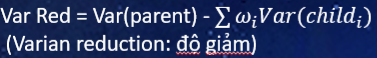 Var Red = Var(parent) - ∑ ωᵢVar(childᵢ)
(Varian reduction: độ giảm)